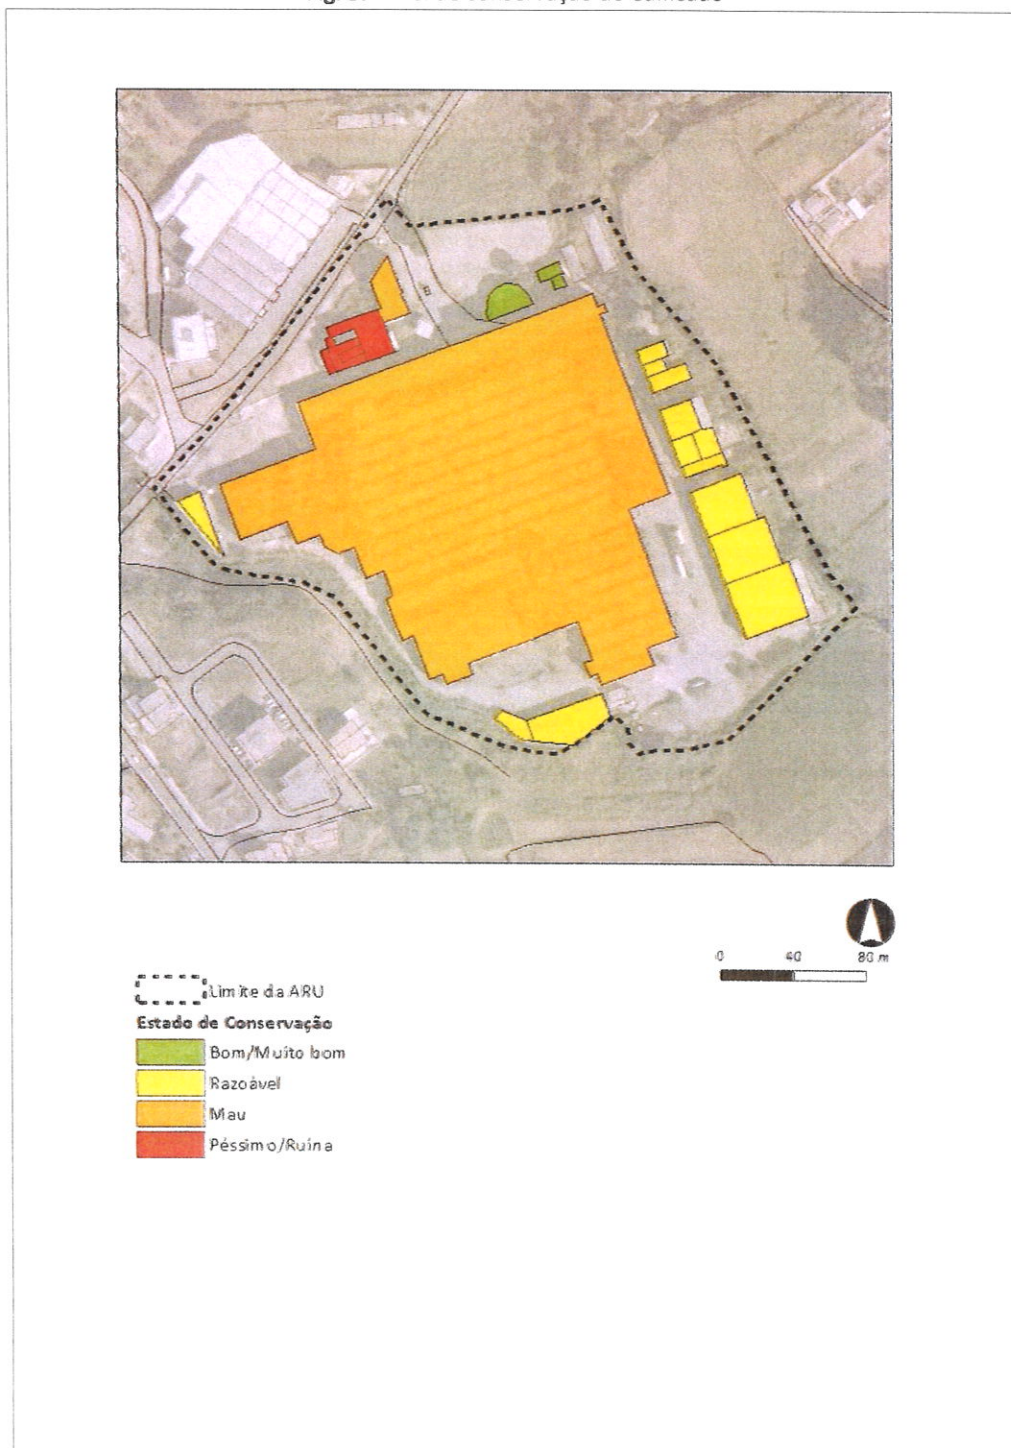 0 40 80 m
Limite da ARU
Estado de Conservação
Bom/Muito bom
Razoável
Mau
Péssimo/Ruína